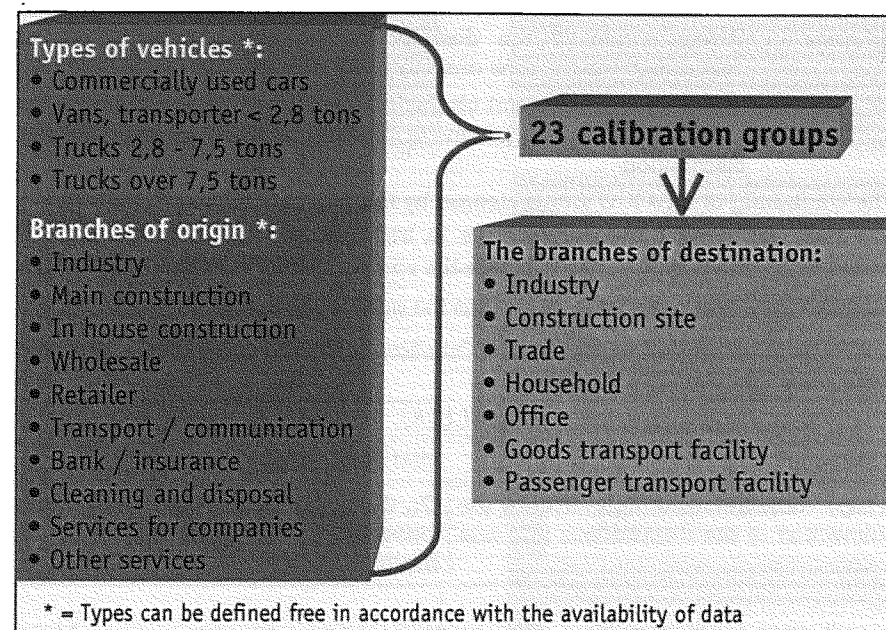 Types of vehicles *:
• Commercially used cars
• Vans, transporter < 2,8 tons
• Trucks 2,8 - 7,5 tons
• Trucks over 7,5 tons
Branches of origin *:
• Industry
• Main construction
• In house construction
• Wholesale
• Retailer
• Transport / communication
• Bank / insurance
• Cleaning and disposal
• Services for companies
• Other services
23 calibration groups
The branches of destination:
• Industry
• Construction site
• Trade
• Household
• Office
• Goods transport facility
• Passenger transport facility
* = Types can be defined free in accordance with the availability of data